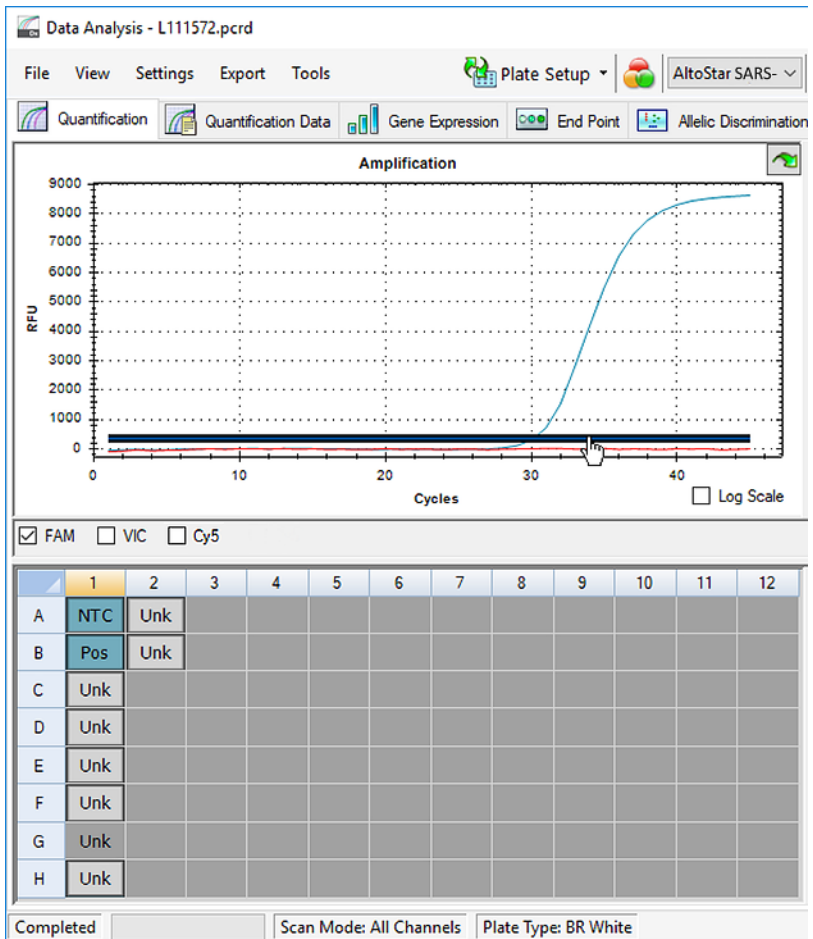 Data Analysis - L111572.pcrd
File View Settings Export Tools Plate Setup AltoStar SARS-
Quantification Quantification Data Gene Expression End Point Allelic Discrimination
Amplification
9000
8000
7000
6000
5000
4000
3000
2000
1000
0
RFU
0 10 20 30 40
Cycles
Log Scale
FAM VIC Cy5
1 2 3 4 5 6 7 8 9 10 11 12
A NTC Unk
B Pos Unk
C Unk
D Unk
E Unk
F Unk
G Unk
H Unk
Completed Scan Mode: All Channels Plate Type: BR White